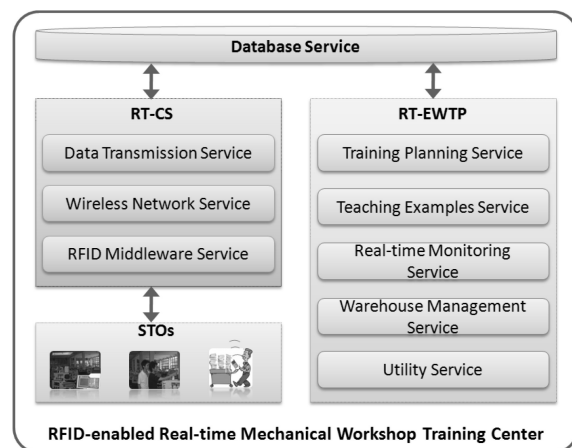 Database Service
RT-CS
Data Transmission Service
Wireless Network Service
RFID Middleware Service
STOs
RT-EWTP
Training Planning Service
Teaching Examples Service
Real-time Monitoring
Service
Warehouse Management
Service
Utility Service
RFID-enabled Real-time Mechanical Workshop Training Center